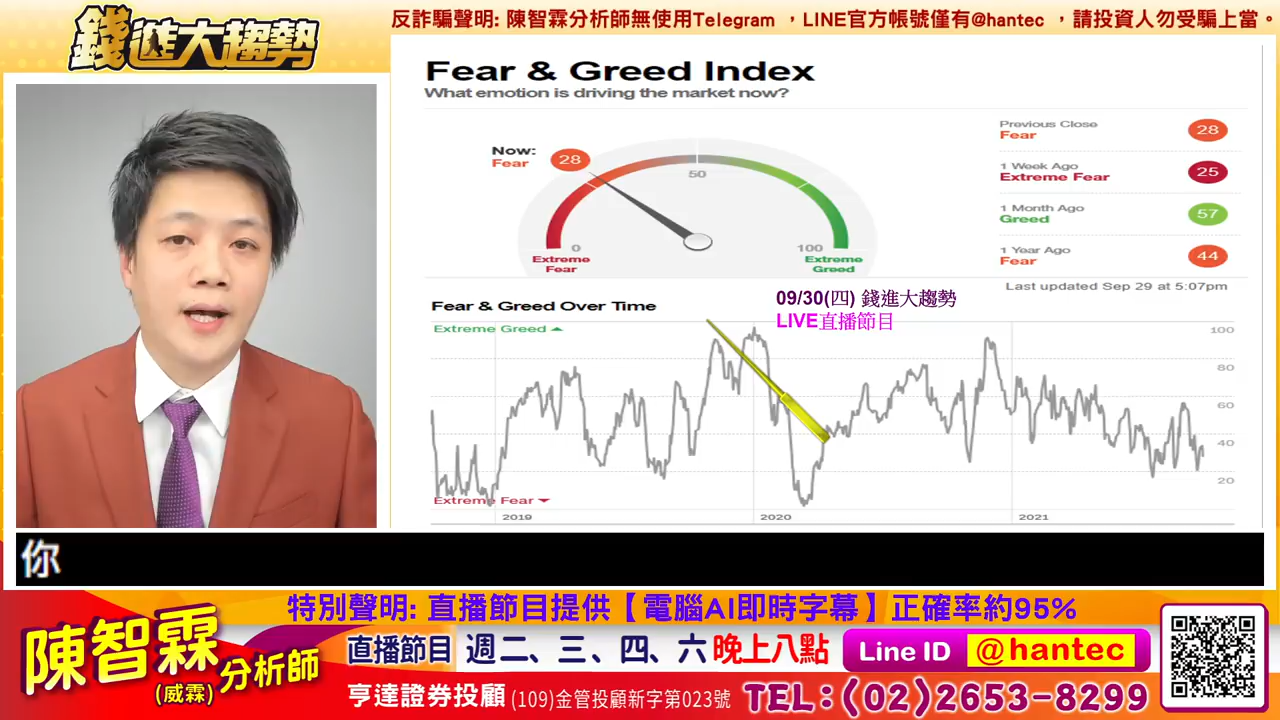 錢進大趨勢
反詐騙聲明: 陳智霖分析師無使用Telegram ，LINE官方帳號僅有@hantec ，請投資人勿受騙上當。
Fear & Greed Index
What emotion is driving the market now?
Now:
Fear
28
50
0
100
Extreme
Fear
Extreme
Greed
Previous Close
Fear
28
1 Week Ago
Extreme Fear
25
1 Month Ago
Greed
57
1 Year Ago
Fear
44
Last updated Sep 29 at 5:07pm
Fear & Greed Over Time
09/30(四) 錢進大趨勢
LIVE直播節目
Extreme Greed
100
80
60
40
20
Extreme Fear
2019
2020
2021
你
特別聲明: 直播節目提供【電腦AI即時字幕】正確率約95%
陳智霖
(威霖)
分析師
直播節目 週二、三、四、六晚上八點
Line ID @hantec
亨達證券投顧 (109)金管投顧新字第023號
TEL:(02)2653-8299